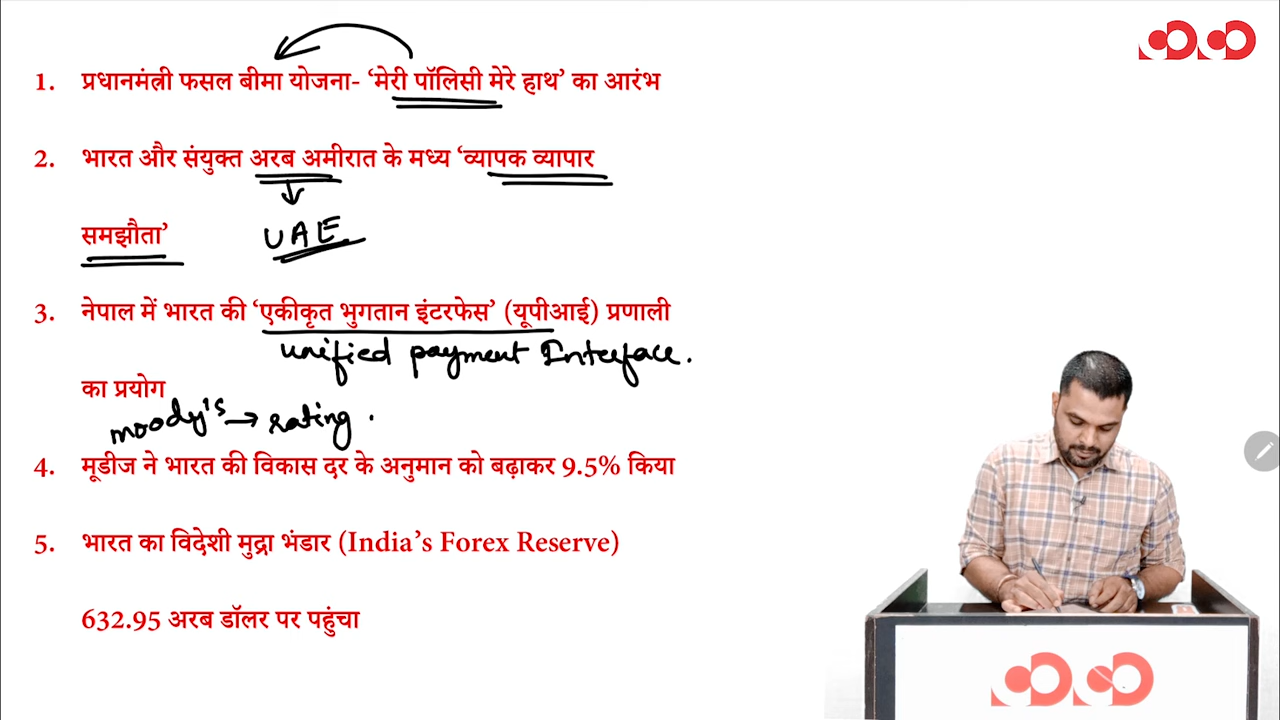 1. प्रधानमंत्री फसल बीमा योजना- ‘मेरी पॉलिसी मेरे हाथ’ का आरंभ
2. भारत और संयुक्त अरब अमीरात के मध्य ‘व्यापक व्यापार
समझौता’
UAE
3. नेपाल में भारत की ‘एकीकृत भुगतान इंटरफेस’ (यूपीआई) प्रणाली
unified payment Interface.
का प्रयोग
moody's → rating.
4. मूडीज ने भारत की विकास दर के अनुमान को बढ़ाकर 9.5% किया
5. भारत का विदेशी मुद्रा भंडार (India’s Forex Reserve)
632.95 अरब डॉलर पर पहुंचा